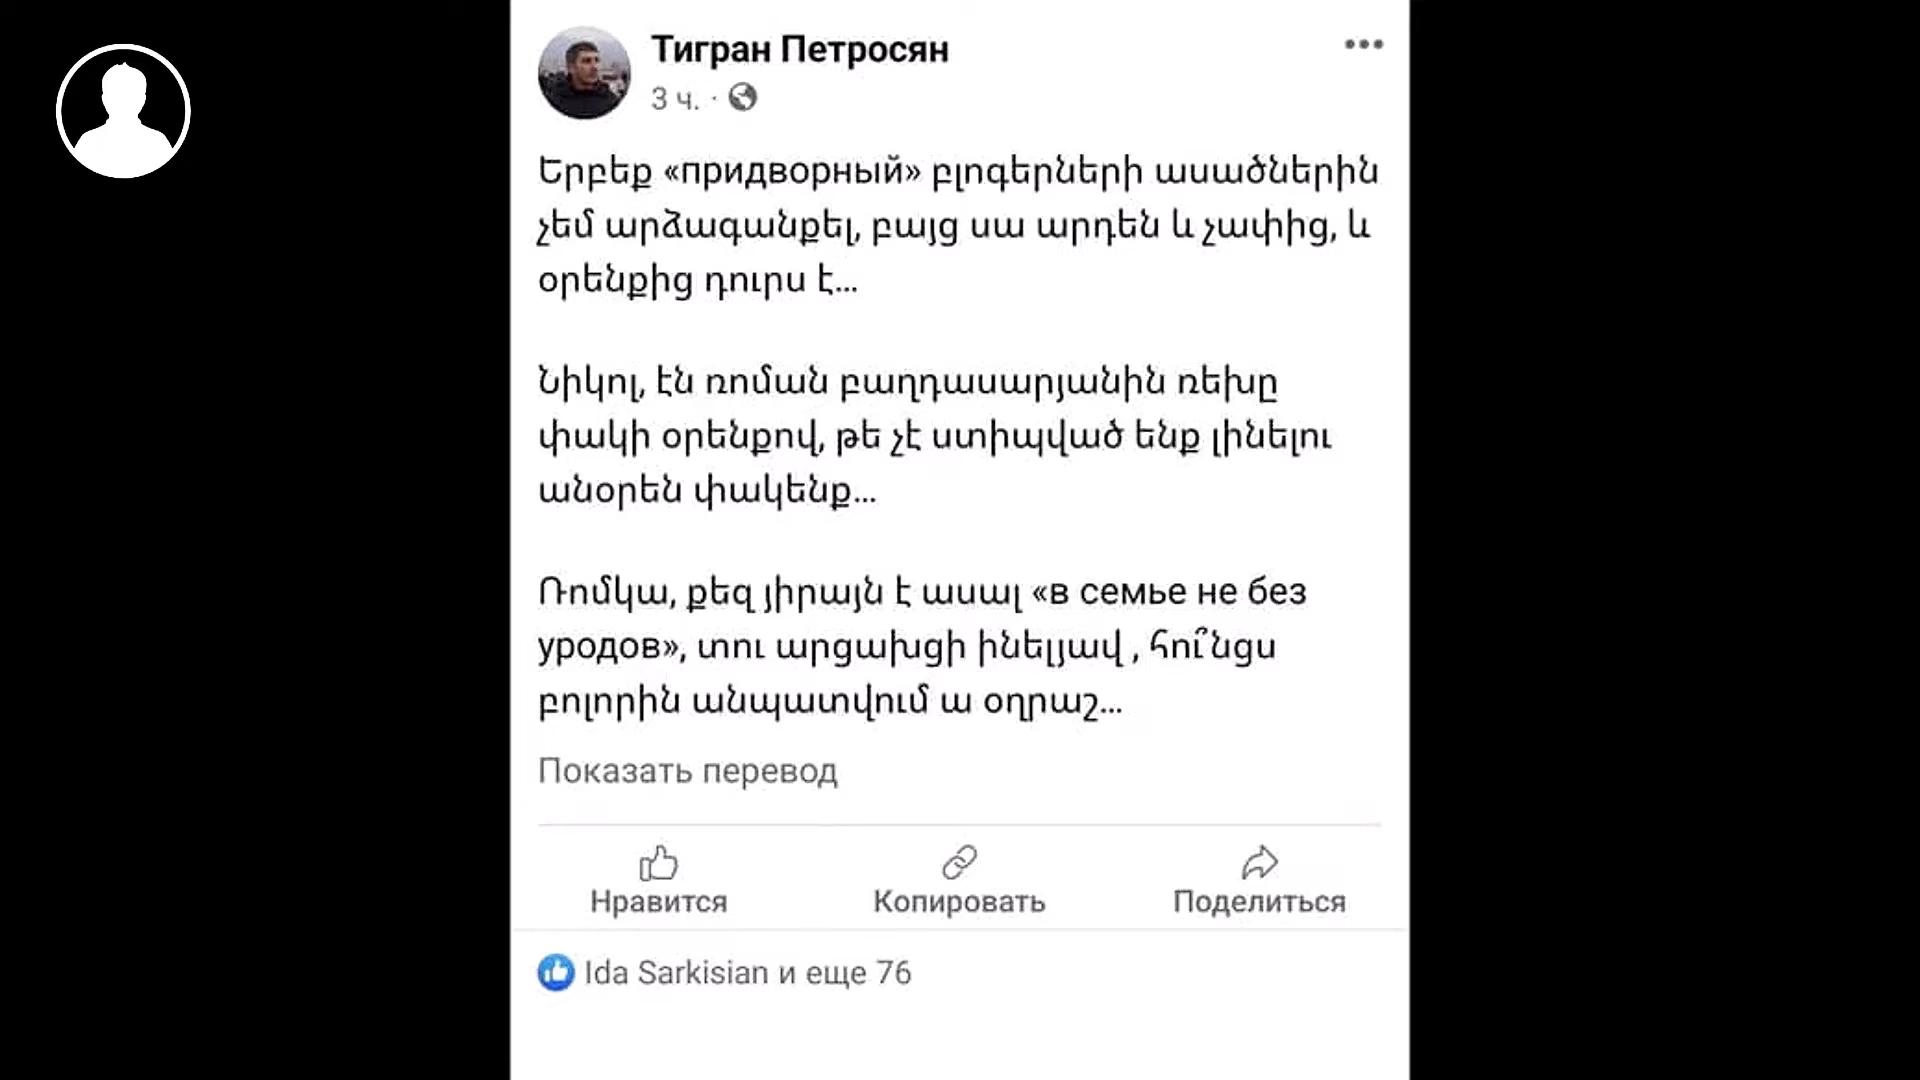 Тигран Петросян
3 ч. ·
Երբեք «придворный» բլոգերների ասածներին
չեմ արձագանքել, բայց սա արդեն և չափից, և
օրենքից դուրս է...
Նիկոլ, էն ռոման բաղդասարյանին ռեխը
փակի օրենքով, թե չէ ստիպված ենք լինելու
անօրեն փակենք...
Ռոմկա, քեզ յիրայն է ասալ «в семье не без
уродов», տու արցախցի ինելյավ , հու՞նցս
բոլորին անպատվում ա օղրաշ...
Показать перевод
Нравится
Копировать
Поделиться
Ida Sarkisian и еще 76